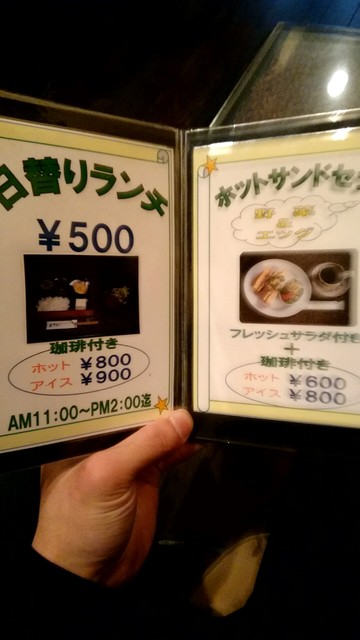 日替りランチ
￥500
珈琲付き
ホット ￥800
アイス ￥900
AM11:00～PM2:00迄
ホットサンドセ
野菜
&
エッグ
フレッシュサラダ付き
+
珈琲付き
ホット ￥600
アイス ￥800